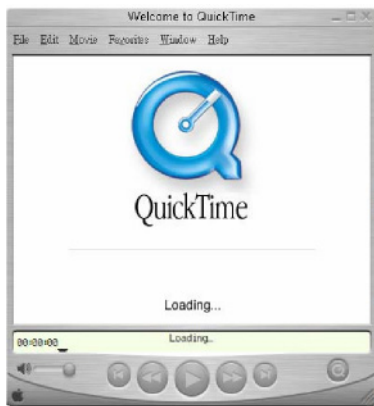 Welcome to QuickTime
File Edit Movie Favorites Window Help
QuickTime
Loading...
00:00:00 Loading..